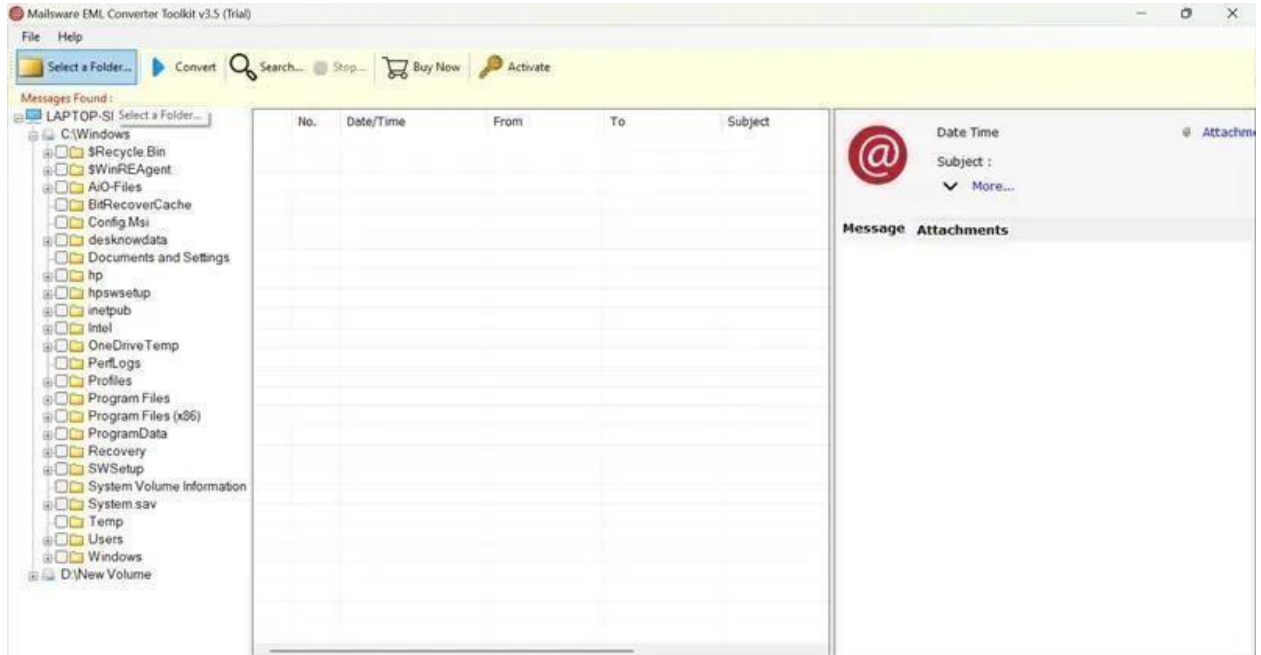 Mailsware EML Converter Toolkit v3.5 (Trial)
File Help
Select a Folder... Convert Search... Stop... Buy Now Activate
Messages Found :
LAPTOP-SI Select a Folder...
C:\Windows
$Recycle.Bin
$WinREAgent
AiO-Files
BitRecoverCache
Config.Msi
desknowdata
Documents and Settings
hp
hpswsetup
inetpub
Intel
OneDriveTemp
PerfLogs
Profiles
Program Files
Program Files (x86)
ProgramData
Recovery
SWSetup
System Volume Information
System.sav
Temp
Users
Windows
D:\New Volume
No. Date/Time From To Subject
Date Time Attachme
Subject :
More...
Message Attachments